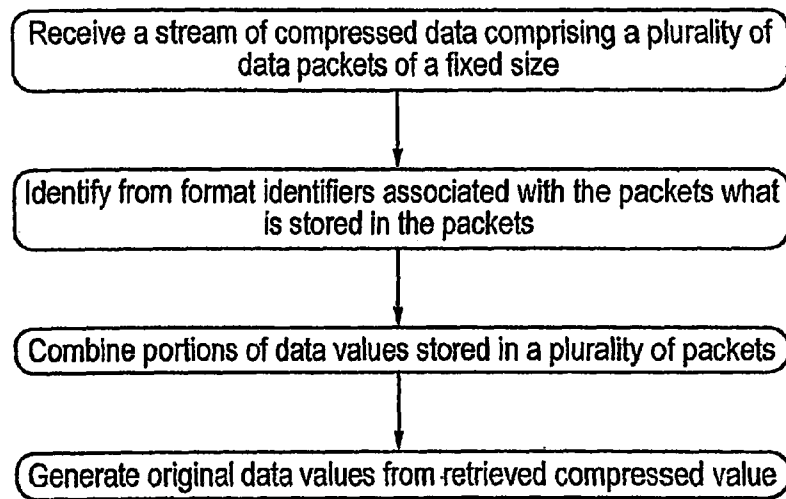 Receive a stream of compressed data comprising a plurality of
data packets of a fixed size
Identify from format identifiers associated with the packets what
is stored in the packets
Combine portions of data values stored in a plurality of packets
Generate original data values from retrieved compressed value